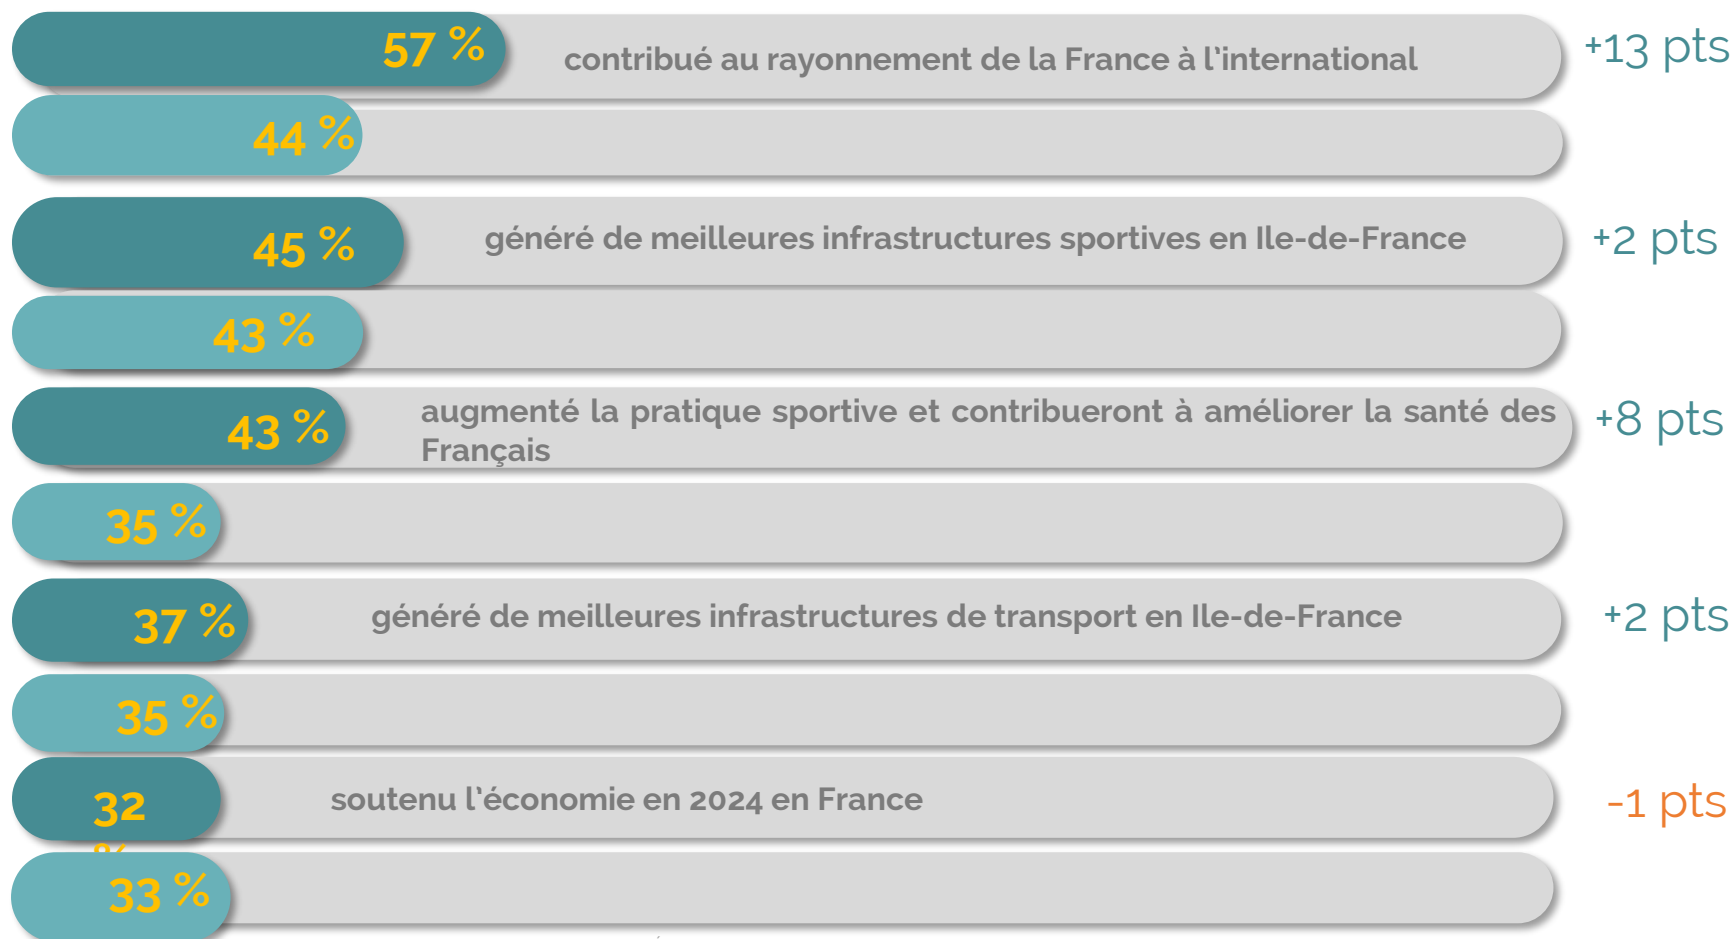 57 % contribué au rayonnement de la France à l'international +13 pts
44 %
45 % généré de meilleures infrastructures sportives en Ile-de-France +2 pts
43 %
43 % augmenté la pratique sportive et contribueront à améliorer la santé des +8 pts
Français
35 %
37 % généré de meilleures infrastructures de transport en Ile-de-France +2 pts
35 %
32 soutenu l'économie en 2024 en France -1 pts
%
33 %